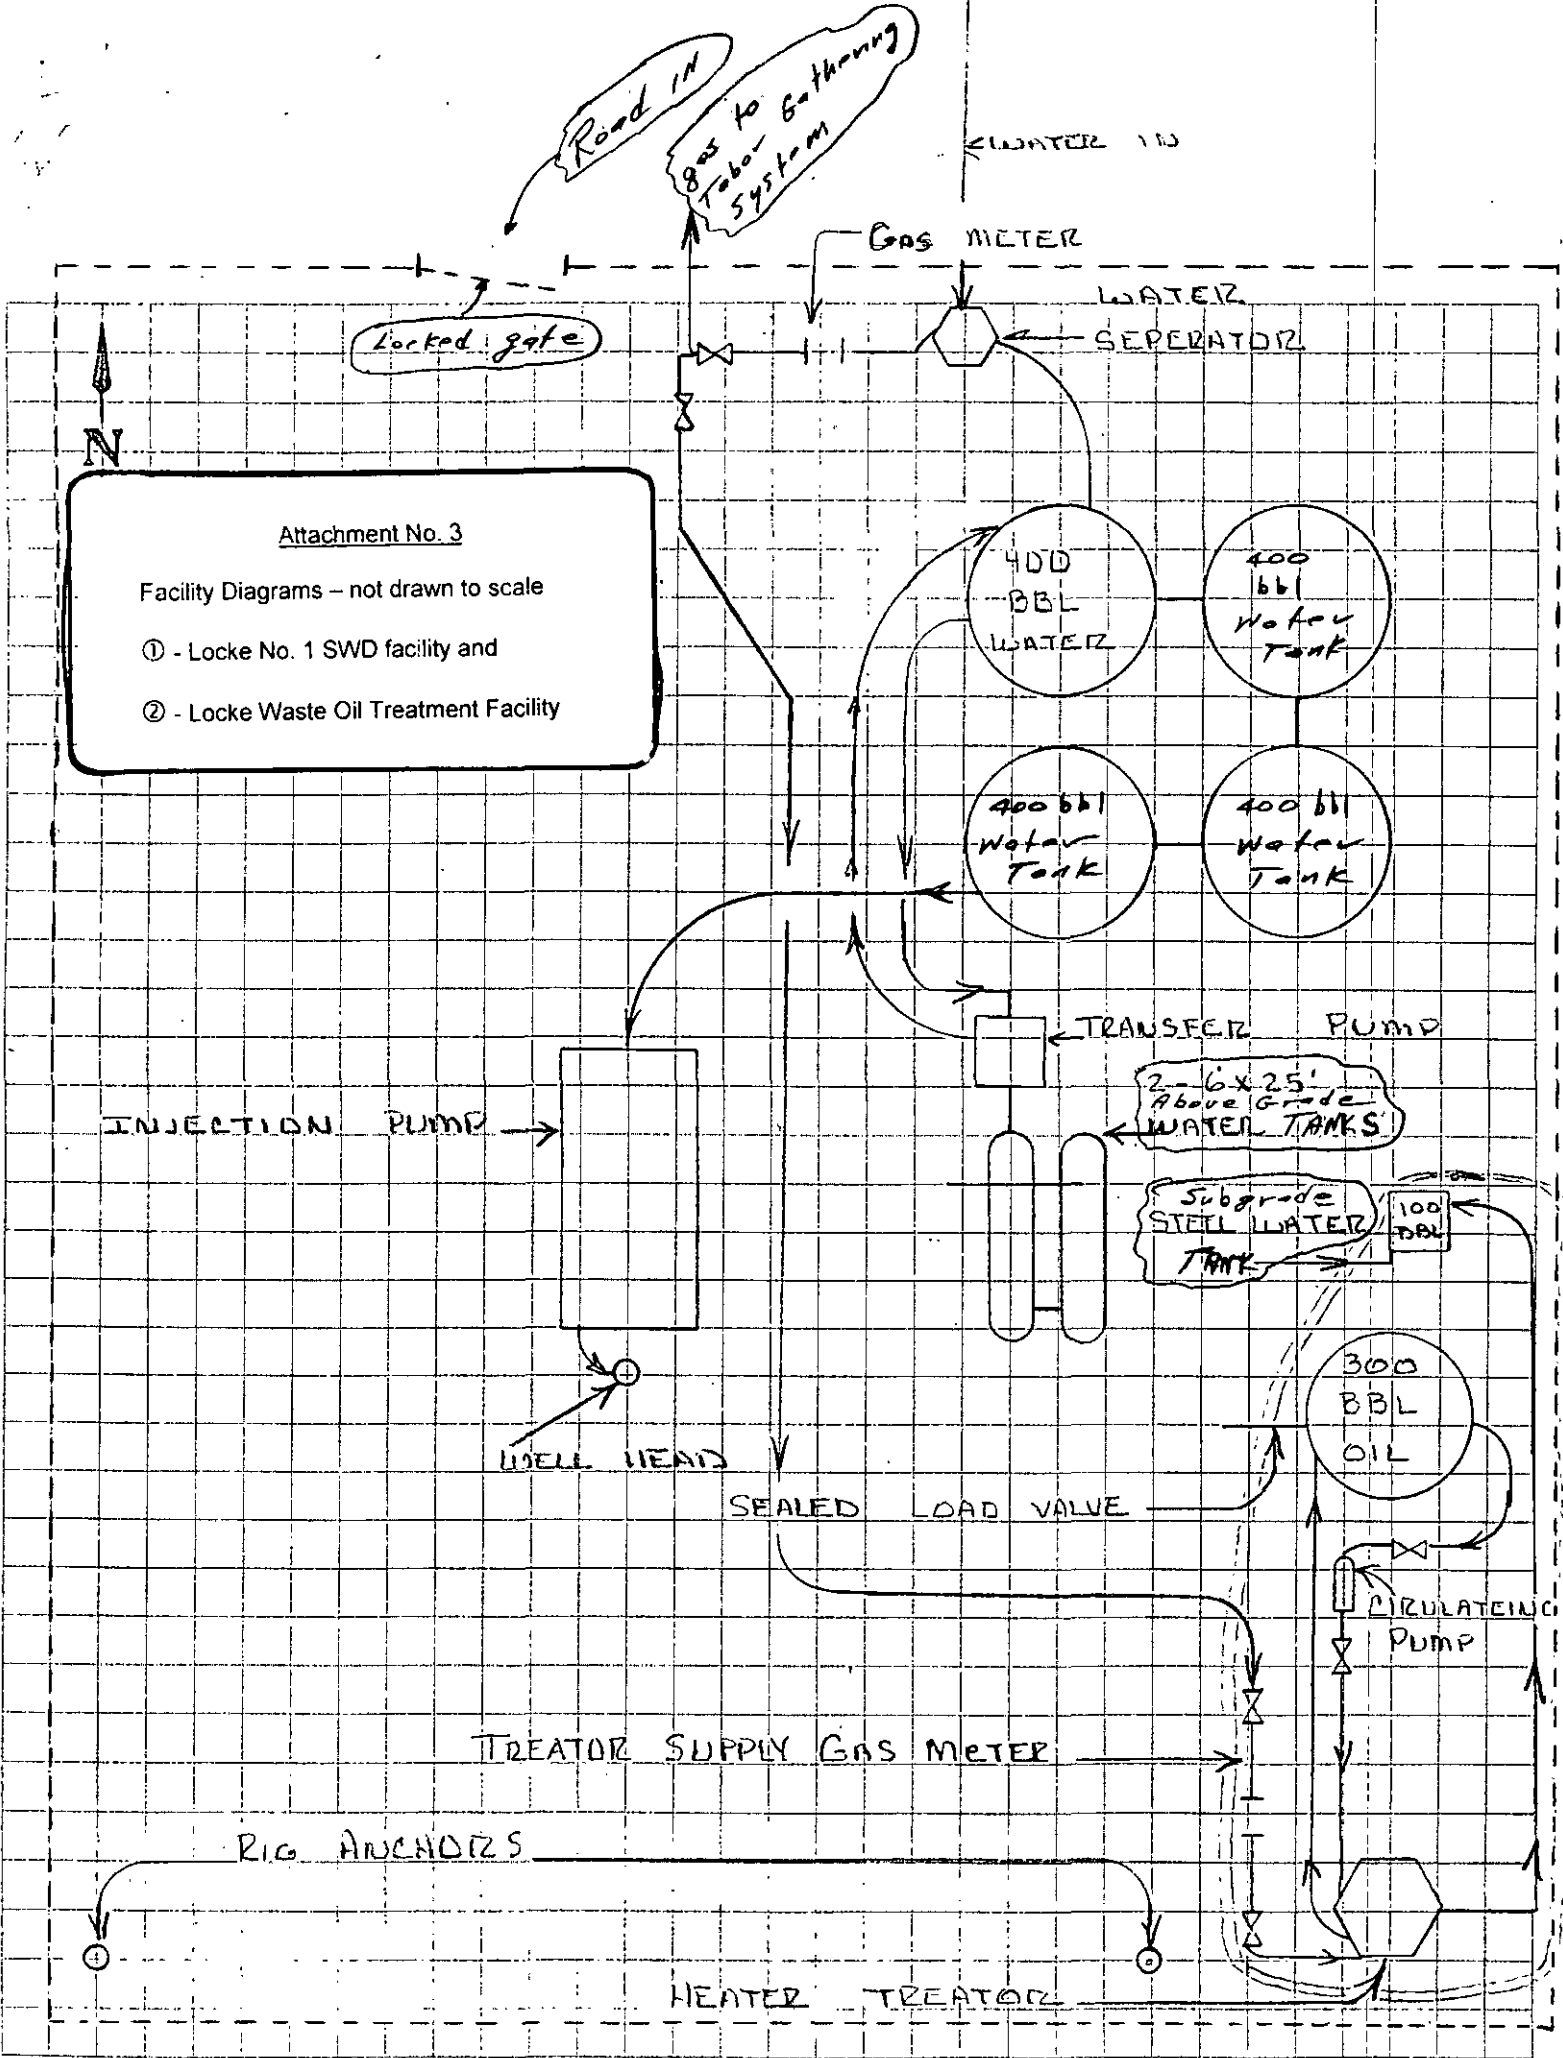 Road IN
gas to Gathering
Tabor
System
WATER IN
GAS METER
WATER
SEPERATOR
Locked gate
N
Attachment No. 3
Facility Diagrams – not drawn to scale
① - Locke No. 1 SWD facility and
② - Locke Waste Oil Treatment Facility
400
BBL
WATER
400
bbl
Water
Tank
400 bbl
Water
Tank
400 bbl
Water
Tank
TRANSFER PUMP
2 - 6 x 25'
Above Grade
WATER TANKS
INJECTION PUMP
Subgrade
STEEL WATER
TANK
100
BBL
300
BBL
OIL
WELL HEAD
SEALED LOAD VALVE
CIRULATEING
PUMP
TREATOR SUPPLY GAS METER
RIG ANCHORS
HEATER TREATOR